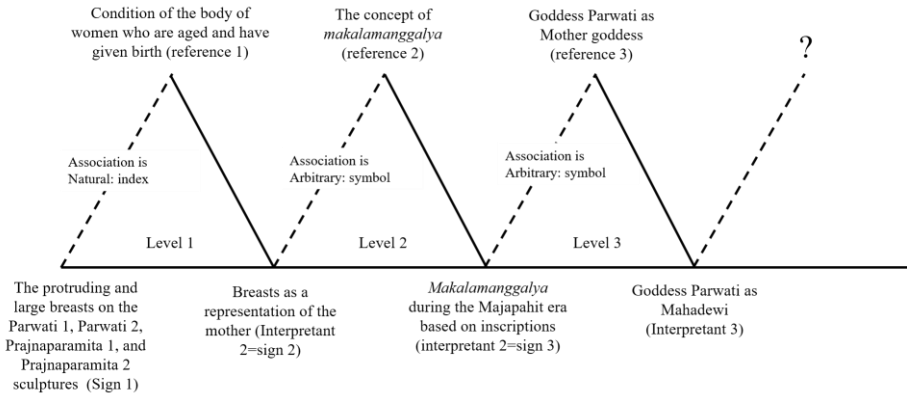 Condition of the body of
women who are aged and have
given birth (reference 1)
The concept of
makalamanggalya
(reference 2)
Goddess Parwati as
Mother goddess
(reference 3)
?
Association is
Natural: index
Association is
Arbitrary: symbol
Association is
Arbitrary: symbol
Level 1
Level 2
Level 3
The protruding and
large breasts on the
Parwati 1, Parwati 2,
Prajnaparamita 1, and
Prajnaparamita 2
sculptures (Sign 1)
Breasts as a
representation of the
mother (Interpretant
2=sign 2)
Makalamanggalya
during the Majapahit era
based on inscriptions
(interpretant 2=sign 3)
Goddess Parwati as
Mahadewi
(Interpretant 3)